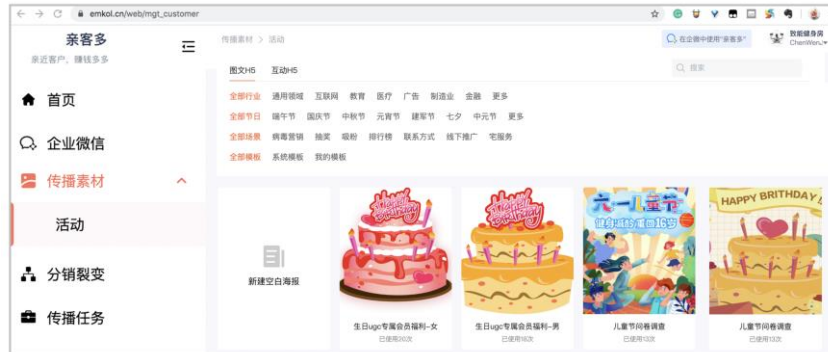 emkol.cn/web/mgt_customer
亲客多
亲近客户，赚钱多多
传播素材 > 活动
在企微中使用"亲客多"
致能健身房
ChenWenJ
首页
企业微信
传播素材
活动
分销裂变
传播任务
图文H5 互动H5
搜索
全部行业 通用领域 互联网 教育 医疗 广告 制造业 金融 更多
全部节日 端午节 国庆节 中秋节 元宵节 建军节 七夕 中元节 更多
全部场景 病毒营销 抽奖 吸粉 排行榜 联系方式 线下推广 宅服务
全部模板 系统模板 我的模板
新建空白海报
Happy Birthday
生日ugc专属会员福利-女
已使用20次
Happy Birthday
生日ugc专属会员福利-男
已使用18次
六一儿童节
健身减龄 重回16岁
儿童节问卷调查
已使用13次
HAPPY BRITHDAY
儿童节问卷调查
已使用13次